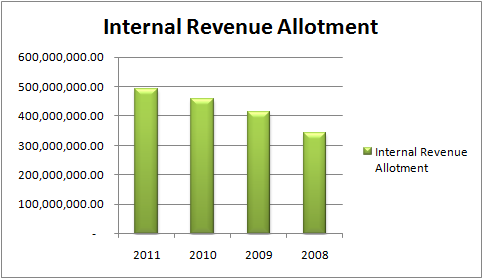 Internal Revenue Allotment
600,000,000.00
500,000,000.00
400,000,000.00
300,000,000.00
200,000,000.00
100,000,000.00
-
2011 2010 2009 2008
Internal Revenue
Allotment